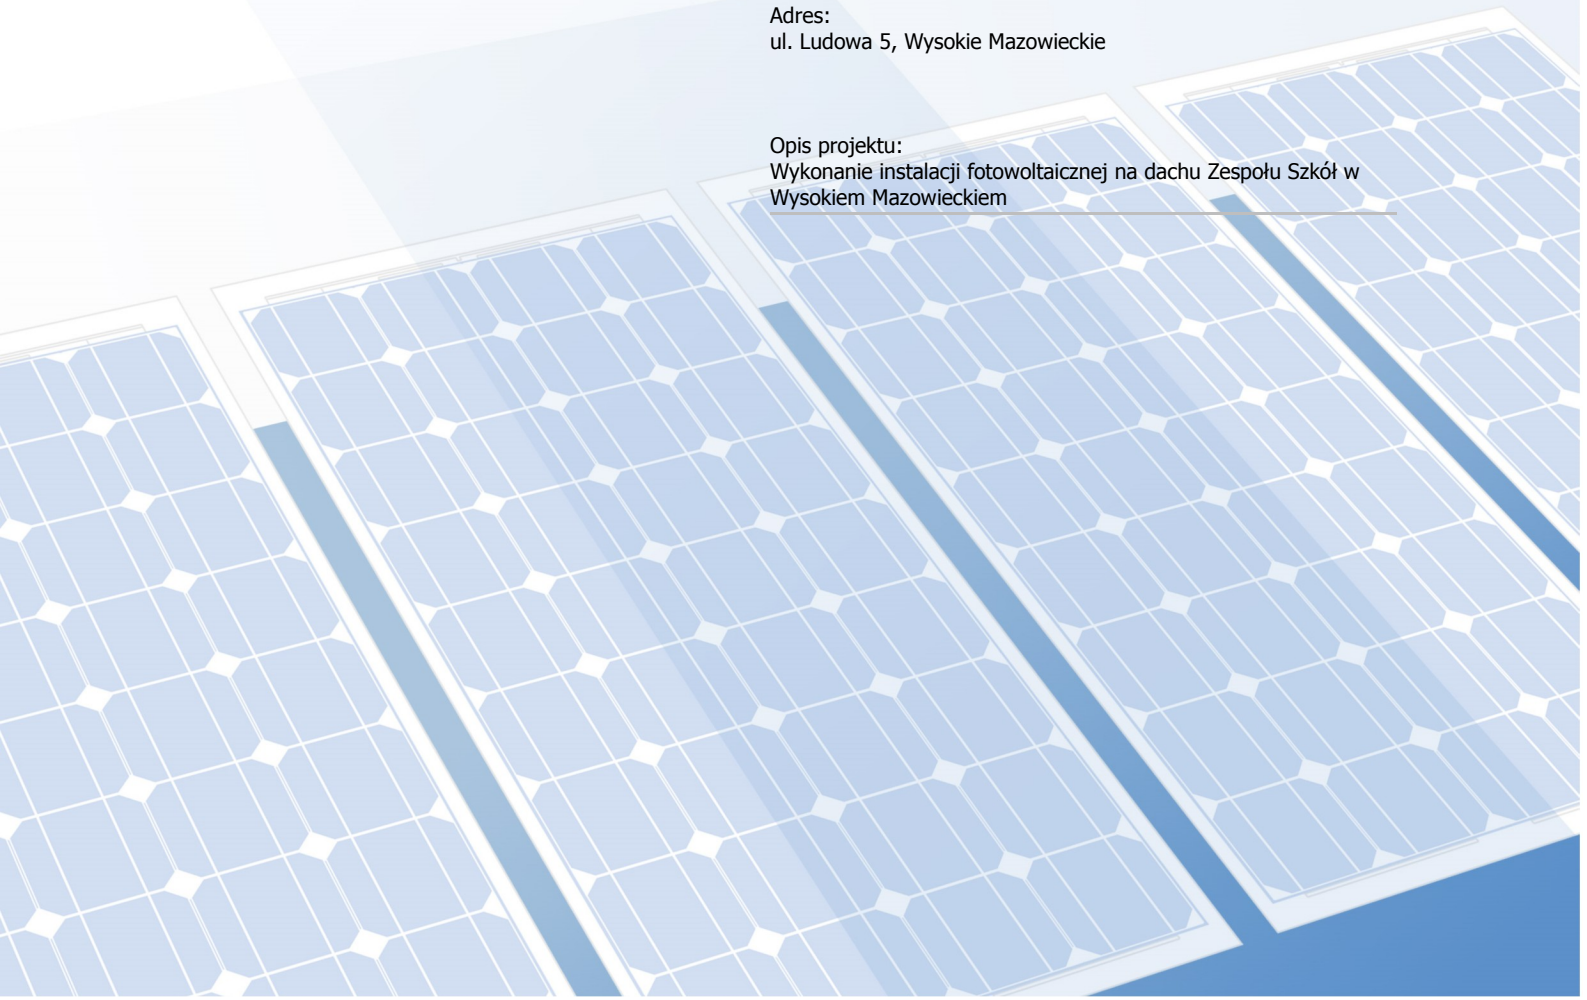 Adres:
ul. Ludowa 5, Wysokie Mazowieckie
Opis projektu:
Wykonanie instalacji fotowoltaicznej na dachu Zespołu Szkół w
Wysokiem Mazowieckiem